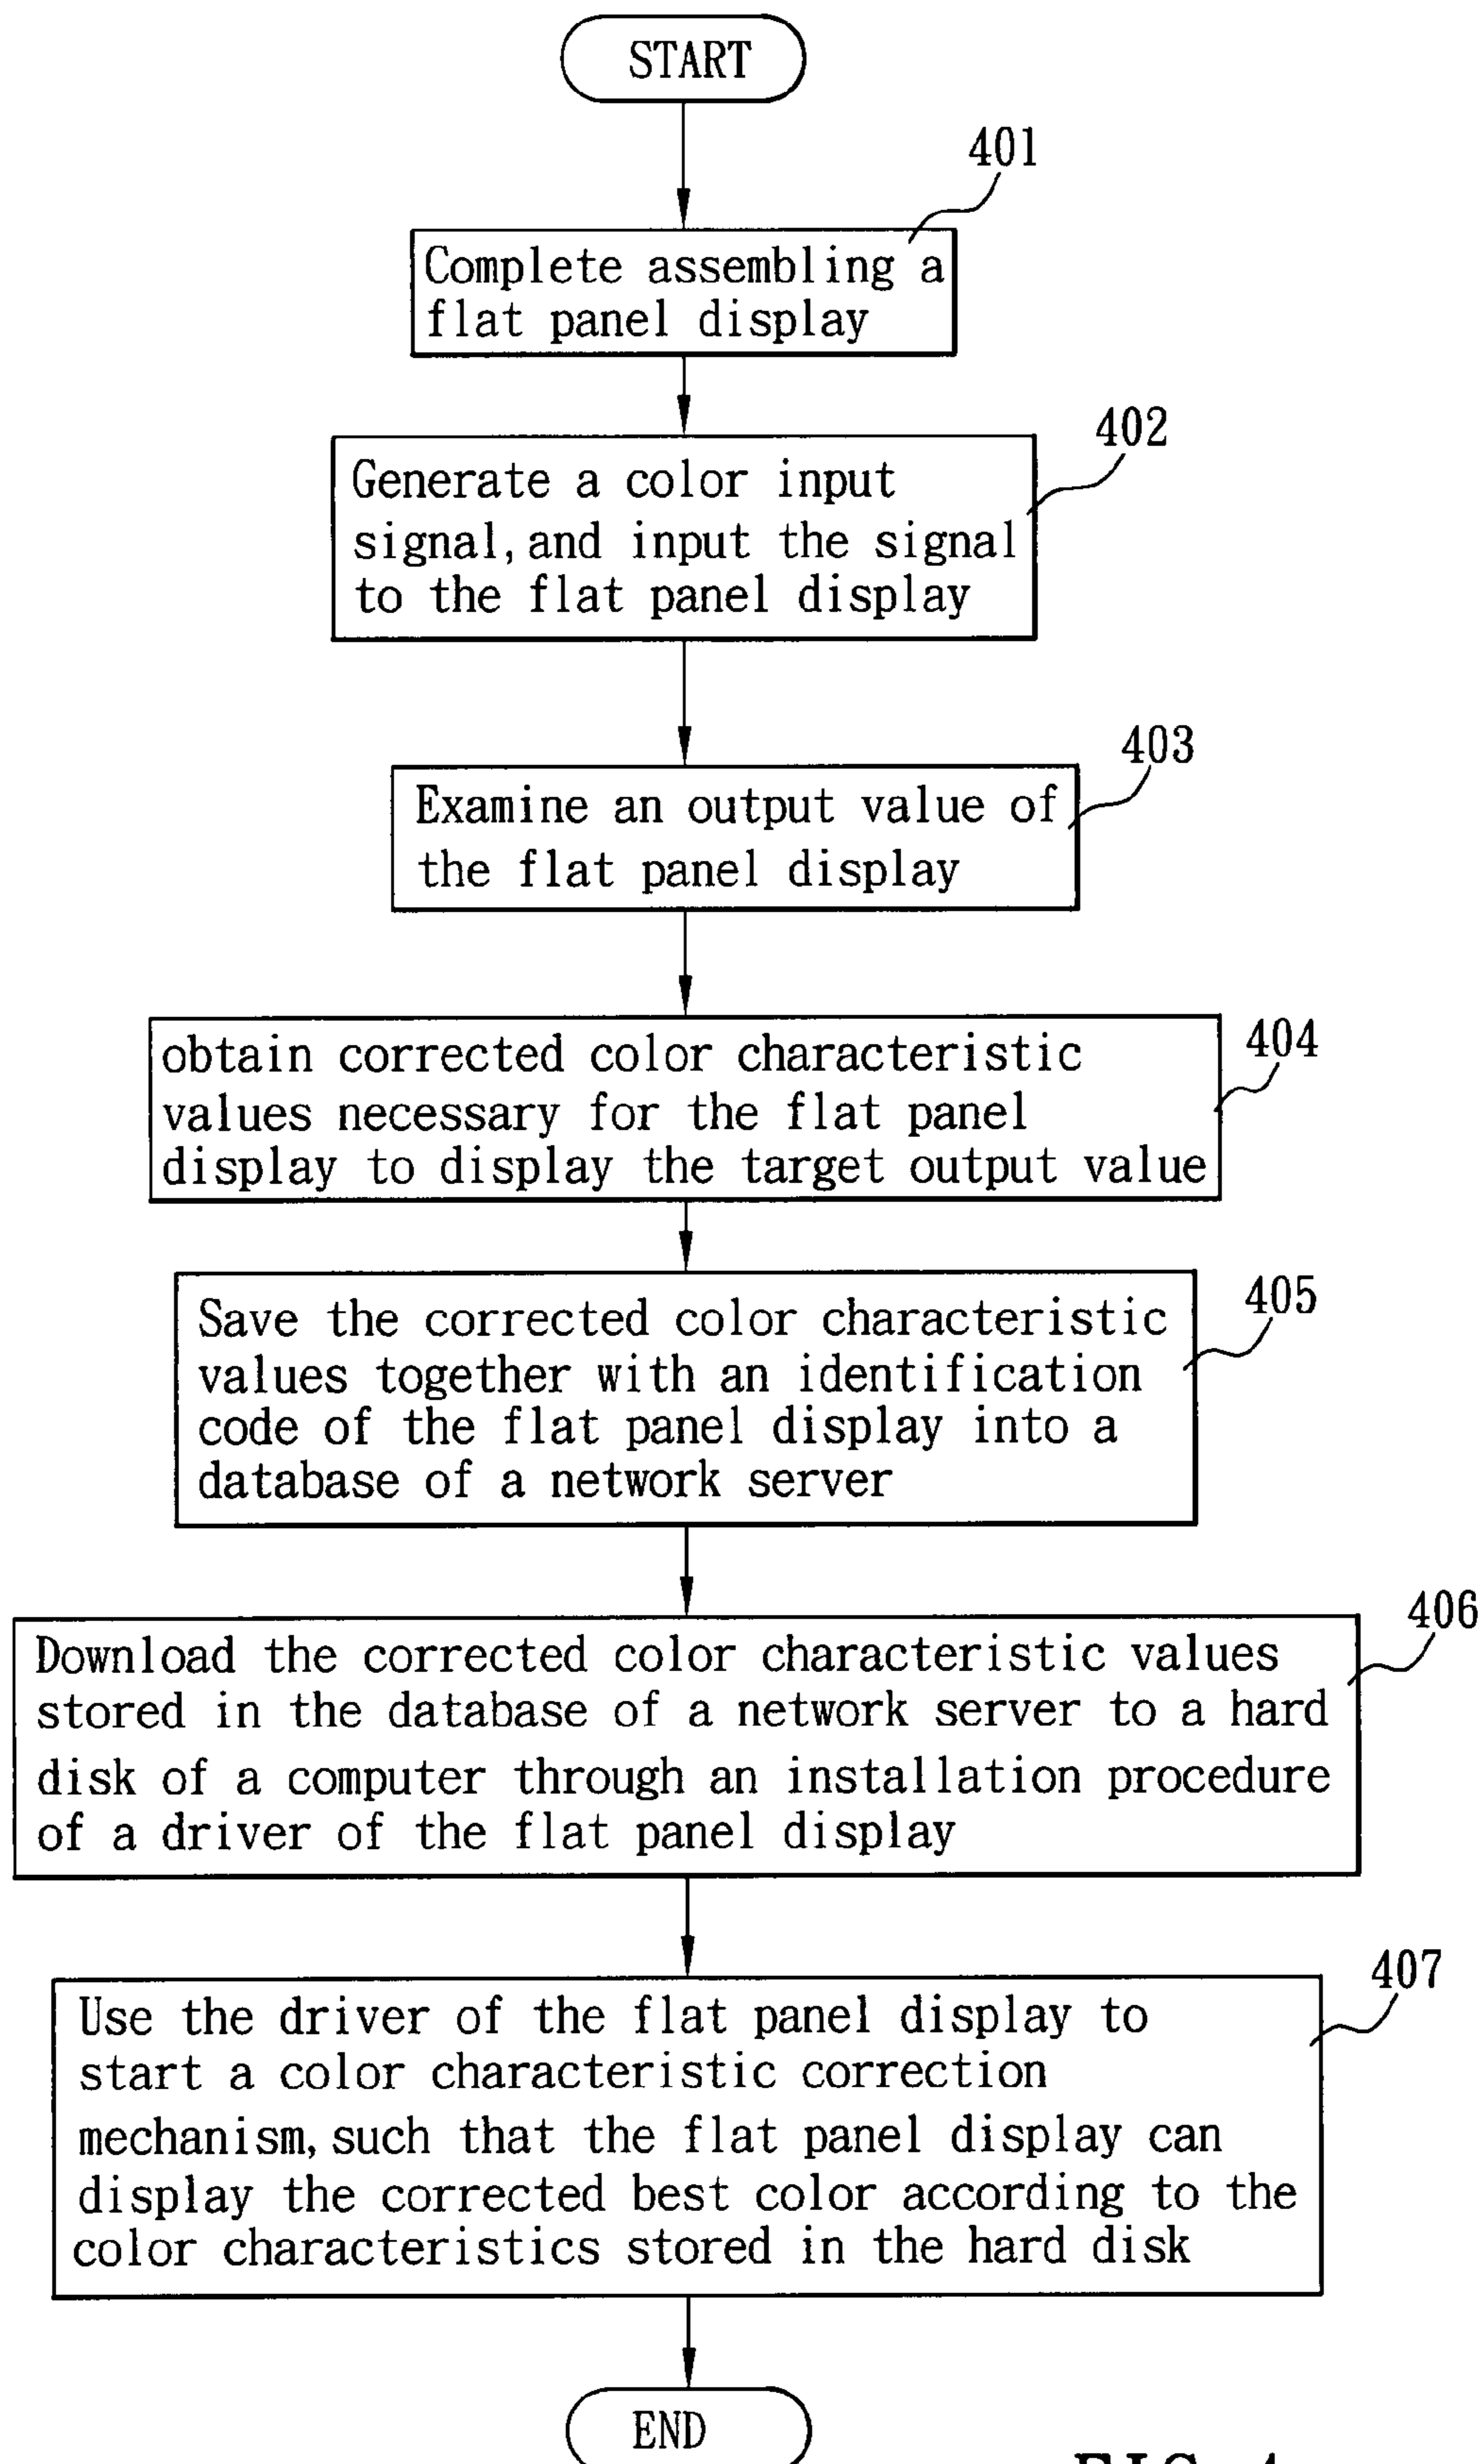 START
401
Complete assembling a
flat panel display
402
Generate a color input
signal, and input the signal
to the flat panel display
403
Examine an output value of
the flat panel display
404
obtain corrected color characteristic
values necessary for the flat panel
display to display the target output value
405
Save the corrected color characteristic
values together with an identification
code of the flat panel display into a
database of a network server
406
Download the corrected color characteristic values
stored in the database of a network server to a hard
disk of a computer through an installation procedure
of a driver of the flat panel display
407
Use the driver of the flat panel display to
start a color characteristic correction
mechanism, such that the flat panel display can
display the corrected best color according to the
color characteristics stored in the hard disk
END